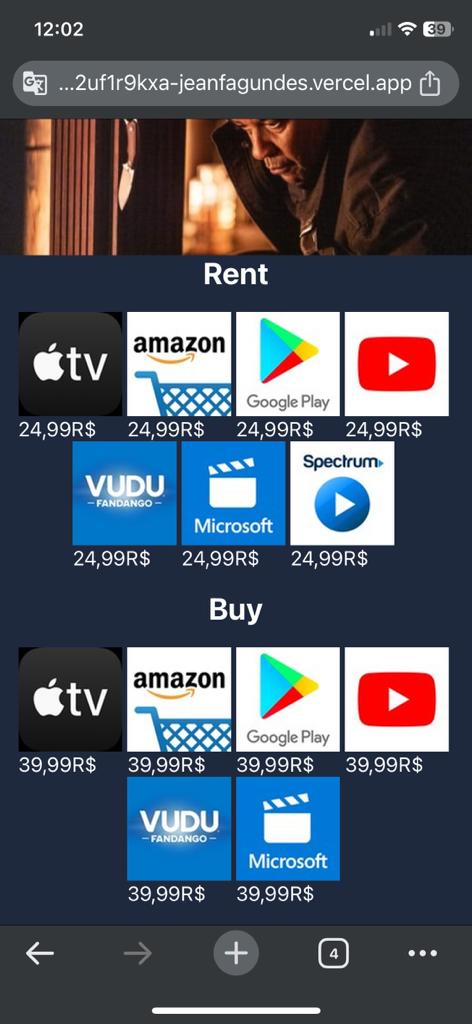 12:02
39
...2uf1r9kxa-jeanfagundes.vercel.app
Rent
tv
amazon
Google Play
24,99R$ 24,99R$ 24,99R$ 24,99R$
VUDU
FANDANGO
Microsoft
Spectrum
24,99R$ 24,99R$ 24,99R$
Buy
tv
amazon
Google Play
39,99R$ 39,99R$ 39,99R$ 39,99R$
VUDU
FANDANGO
Microsoft
39,99R$ 39,99R$
4